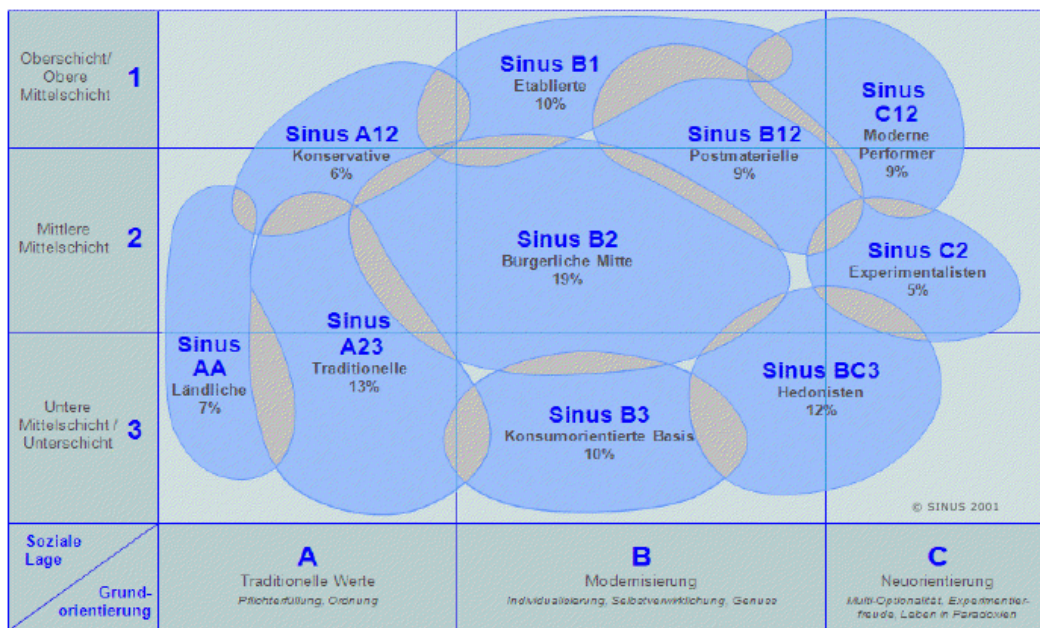 Oberschicht/
Obere
Mittelschicht
1
Mittlere
Mittelschicht
2
Untere
Mittelschicht /
Unterschicht
3
Sinus B1
Etablierte
10%
Sinus A12
Konservative
6%
Sinus B12
Postmaterielle
9%
Sinus
C12
Moderne
Performer
9%
Sinus B2
Bürgerliche Mitte
19%
Sinus C2
Experimentalisten
5%
Sinus
AA
Ländliche
7%
Sinus
A23
Traditionelle
13%
Sinus B3
Konsumorientierte Basis
10%
Sinus BC3
Hedonisten
12%
© SINUS 2001
Soziale
Lage
Grund-
orientierung
A
Traditionelle Werte
Pflichterfüllung, Ordnung
B
Modernisierung
Individualisierung, Selbstverwirklichung, Genuss
C
Neuorientierung
Multi-Optionalität, Experimentier-
freude, Leben in Paradoxien